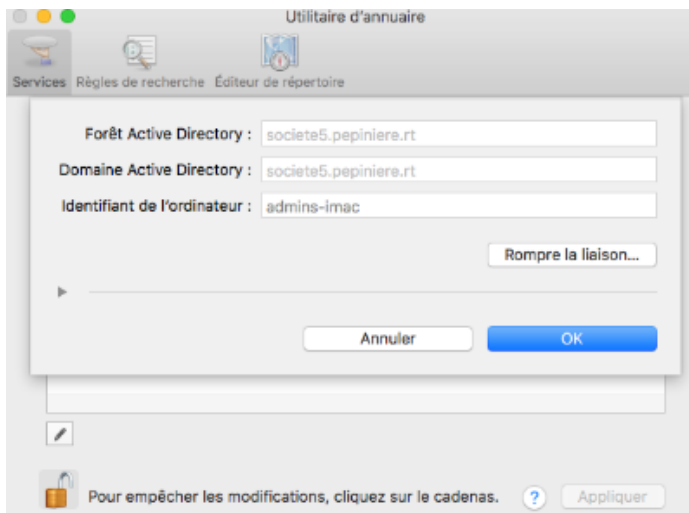 Utilitaire d'annuaire
Services Règles de recherche Éditeur de répertoire
Forêt Active Directory : societe5.pepiniere.rt
Domaine Active Directory : societe5.pepiniere.rt
Identifiant de l'ordinateur : admins-imac
Rompre la liaison...
Annuler OK
Pour empêcher les modifications, cliquez sur le cadenas. ? Appliquer